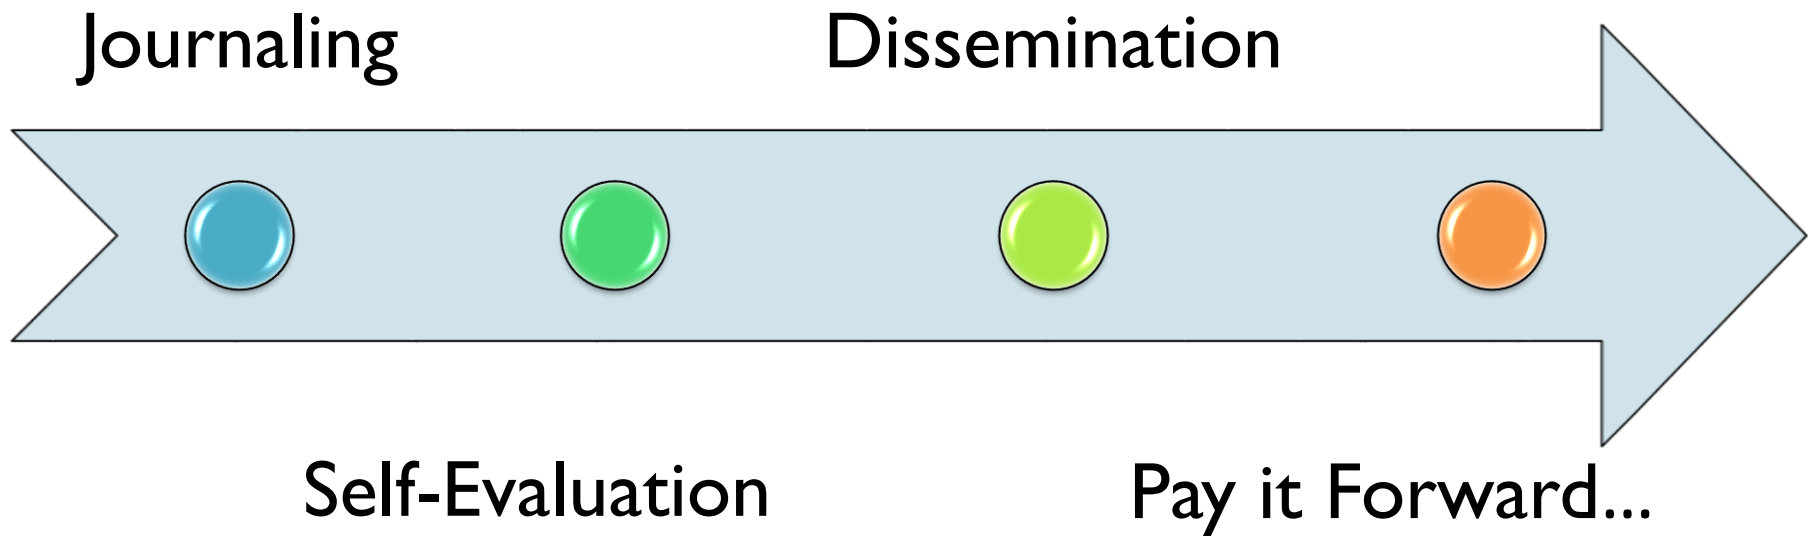 Journaling
Dissemination
Self-Evaluation
Pay it Forward...